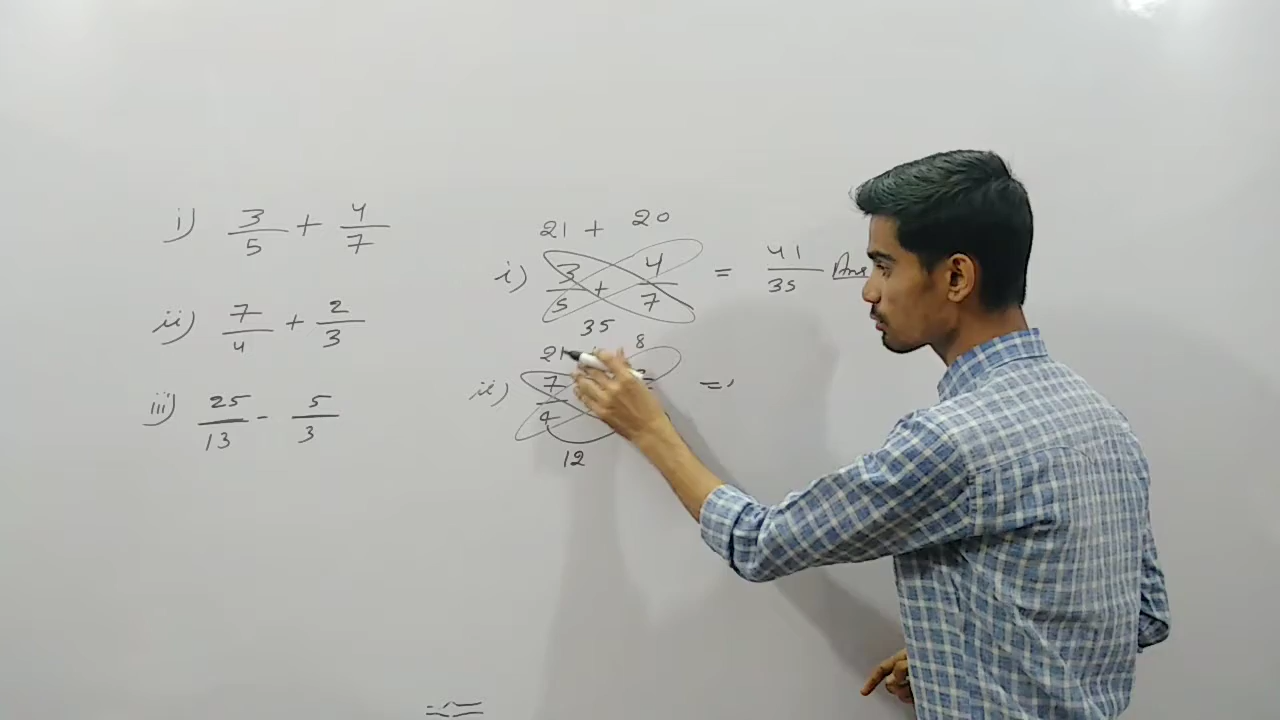 i) 3/5 + 4/7
ii) 7/4 + 2/3
iii) 25/13 - 5/3
21 + 20
i) 3/5 + 4/7 = 41/35 Ans
35
21 8
ii) 7/4 =
12